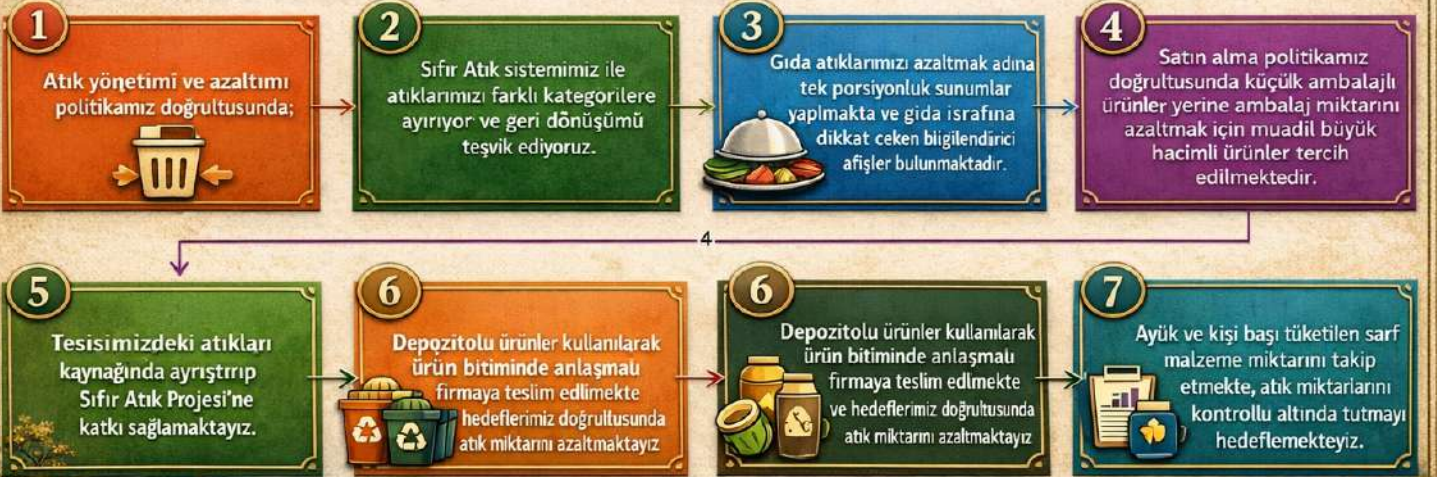 1
Atık yönetimi ve azaltımı
politikamız doğrultusunda;
2
Sıfır Atık sistemimiz ile
atıklarımızı farklı kategorilere
ayırıyor ve geri dönüşümü
teşvik ediyoruz.
3
Gıda atıklarımızı azaltmak adına
tek porsiyonluk sunumlar
yaplmakta ve gıda israfına
dikkat ceken biigilendirici
afişler bulunmaktadır.
4
Satın alma politikamız
doğrultusunda küçülk ambalajlı
ürünler yerine ambalaj miktarını
azaltmak için muadil büyük
hacimli ürünler tercih
edilmektedir.
4
5
Tesisimizdeki atıkları
kaynağında ayrıştırıp
Sıfır Atık Projesi'ne
katkı sağlamaktayız.
6
Depozitolu ürünler kullanılarak
ürün bitiminde anlaşmalı
firmaya teslim edlimekte
hedeflerimiz doğrultusunda
atık miktarını azaltmaktayız
6
Depozitolu ürünler kullanılarak
ürün bitiminde anlaşmalı
firmaya teslim edlmekte
ve hedeflerimiz doğrultusunda
atık miktarını azaltmaktayız
7
Ayük ve kişi başı tüketilen sarf
malzeme miktarını takip
etmekte, atık miktarlarını
kontrollu altında tutmayı
hedeflemekteyiz.